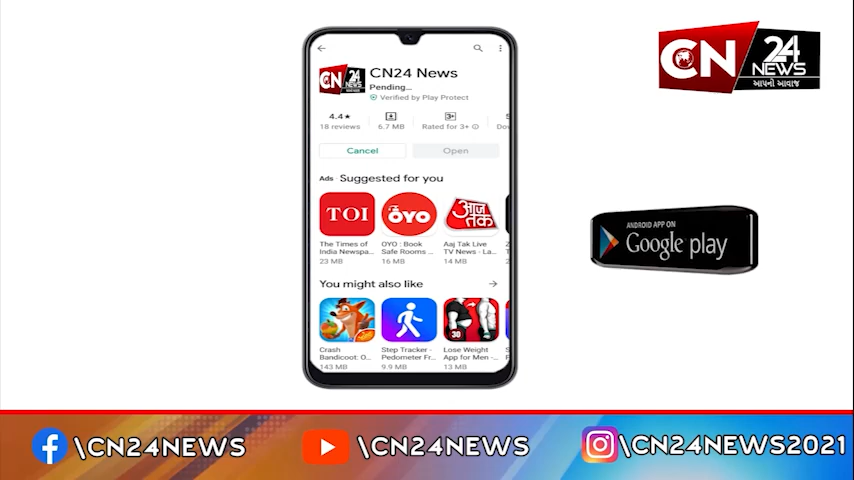 CN24 News
Pending...
Verified by Play Protect
4.4★
18 reviews
6.7 MB
3+
Rated for 3+
Cancel
Open
Ads · Suggested for you
TOI
OYO
आज तक
The Times of India Newspa...
23 MB
OYO : Book Safe Rooms ...
16 MB
Aaj Tak Live TV News - La...
14 MB
You might also like
30
Crash Bandicoot: O...
143 MB
Step Tracker - Pedometer Fr...
9.9 MB
Lose Weight App for Men -...
13 MB
CN 24
NEWS
આપનો આવાજ
ANDROID APP ON
Google play
\CN24NEWS
\CN24NEWS
\CN24NEWS2021